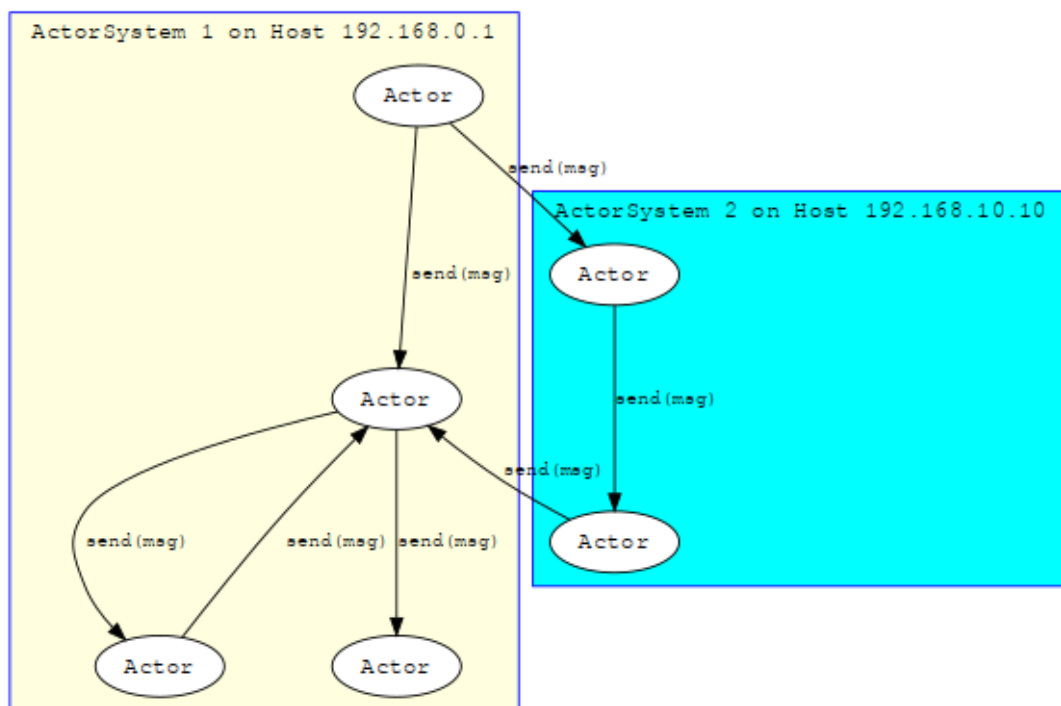 ActorSystem 1 on Host 192.168.0.1
Actor
send(msg)
ActorSystem 2 on Host 192.168.10.10
Actor
send(msg)
Actor
send(msg)
send(msg)
send(msg)
send(msg)
send(msg)
Actor
Actor
Actor